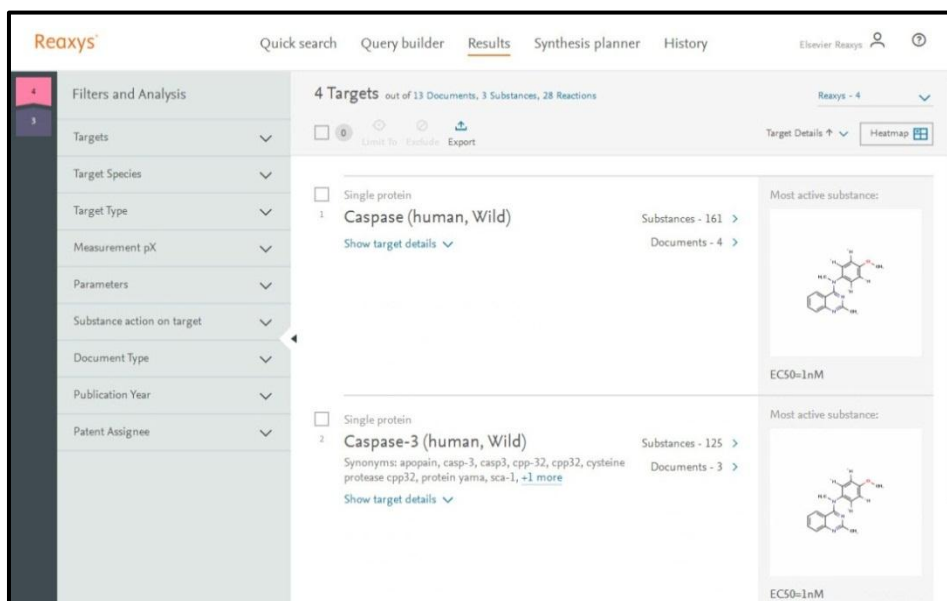 Reaxys
Quick search
Query builder
Results
Synthesis planner
History
Elsevier Reaxys
4
3
Filters and Analysis
Targets
Target Species
Target Type
Measurement pX
Parameters
Substance action on target
Document Type
Publication Year
Patent Assignee
4 Targets out of 13 Documents, 3 Substances, 28 Reactions
Reaxys - 4
0
Limit To
Exclude
Export
Target Details ↑
Heatmap
Single protein
1
Caspase (human, Wild)
Show target details
Substances - 161 >
Documents - 4 >
Most active substance:
EC50=1nM
Single protein
2
Caspase-3 (human, Wild)
Synonyms: apopain, casp-3, casp3, cpp-32, cpp32, cysteine
protease cpp32, protein yama, sca-1, +1 more
Show target details
Substances - 125 >
Documents - 3 >
Most active substance:
EC50=1nM